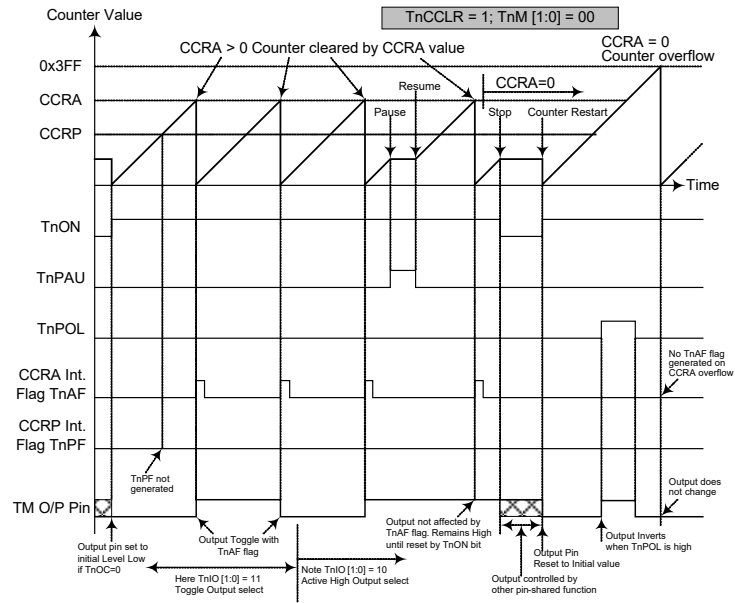 Counter Value
TnCCLR = 1; TnM [1:0] = 00
CCRA > 0 Counter cleared by CCRA value
CCRA = 0
Counter overflow
0x3FF
CCRA
CCRP
Resume
CCRA=0
Pause
Stop
Counter Restart
Time
TnON
TnPAU
TnPOL
CCRA Int.
Flag TnAF
No TnAF flag
generated on
CCRA overflow
CCRP Int.
Flag TnPF
TnPF not
generated
TM O/P Pin
Output does
not change
Output pin set to
initial Level Low
if TnOC=0
Output Toggle with
TnAF flag
Output not affected by
TnAF flag. Remains High
until reset by TnON bit
Output Pin
Reset to Initial value
Output Inverts
when TnPOL is high
Here TnIO [1:0] = 11
Toggle Output select
Note TnIO [1:0] = 10
Active High Output select
Output controlled by
other pin-shared function